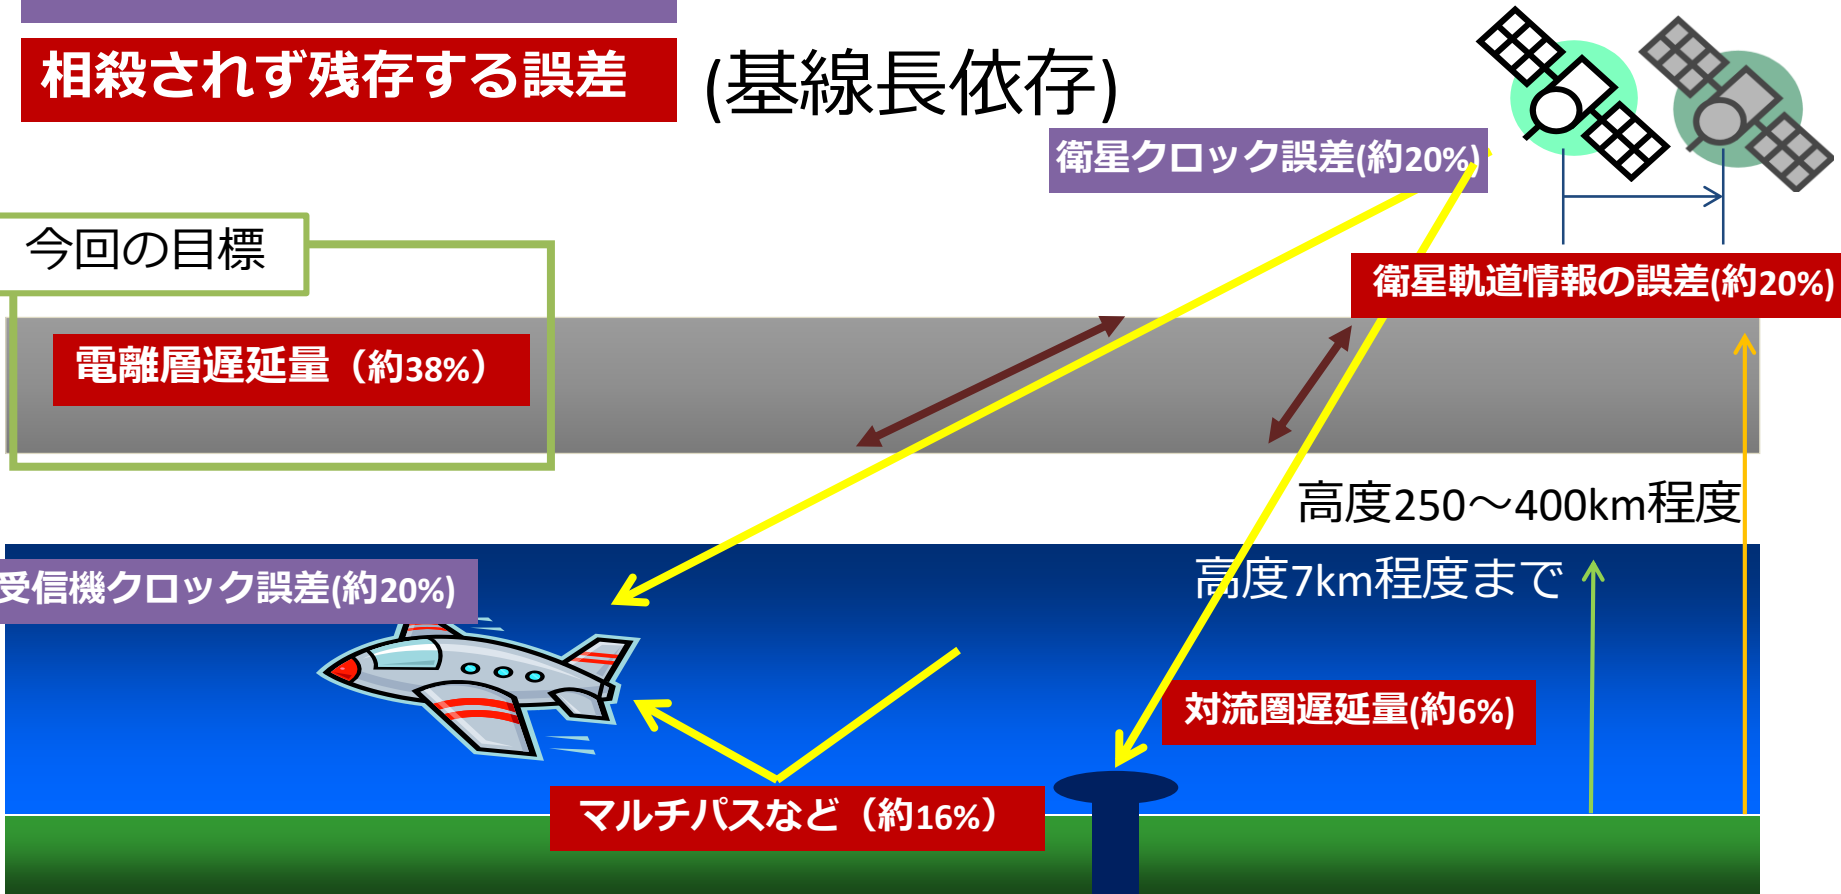 相殺されず残存する誤差
(基線長依存)
衛星クロック誤差(約20%)
今回の目標
衛星軌道情報の誤差(約20%)
電離層遅延量（約38%）
高度250～400km程度
高度7km程度まで
受信機クロック誤差(約20%)
対流圏遅延量(約6%)
マルチパスなど（約16%）